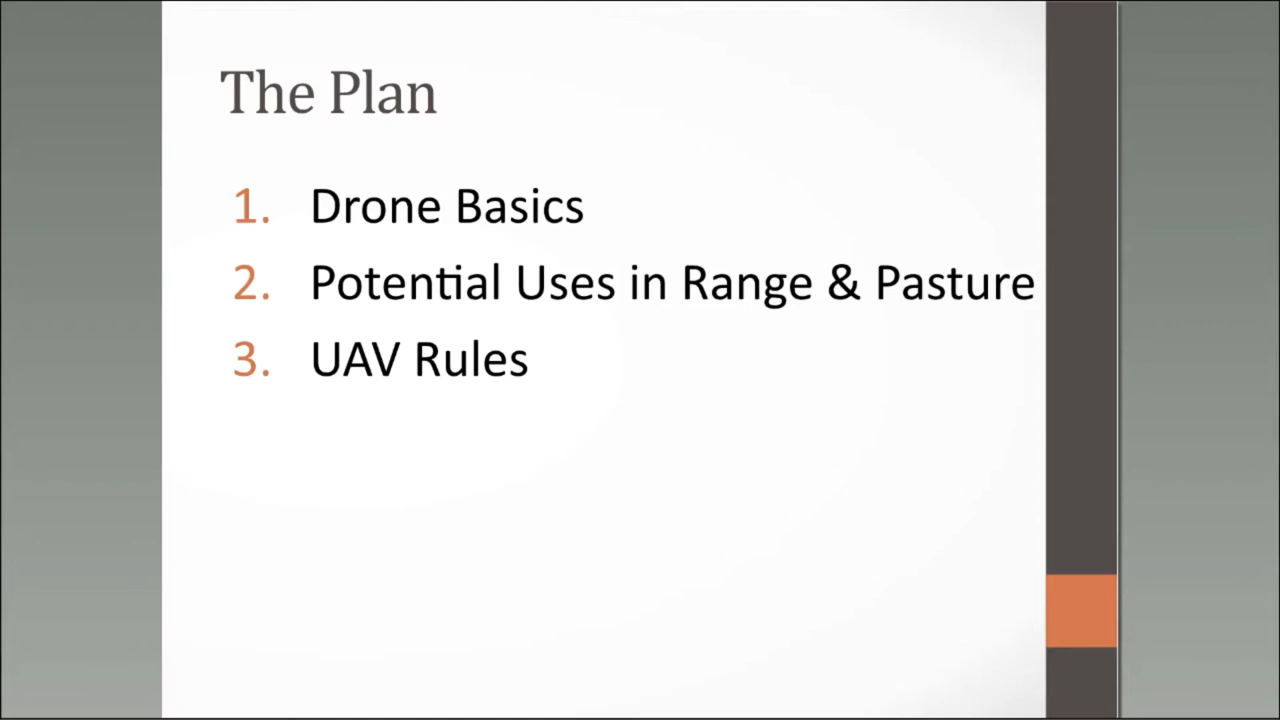 The Plan
1. Drone Basics
2. Potential Uses in Range & Pasture
3. UAV Rules